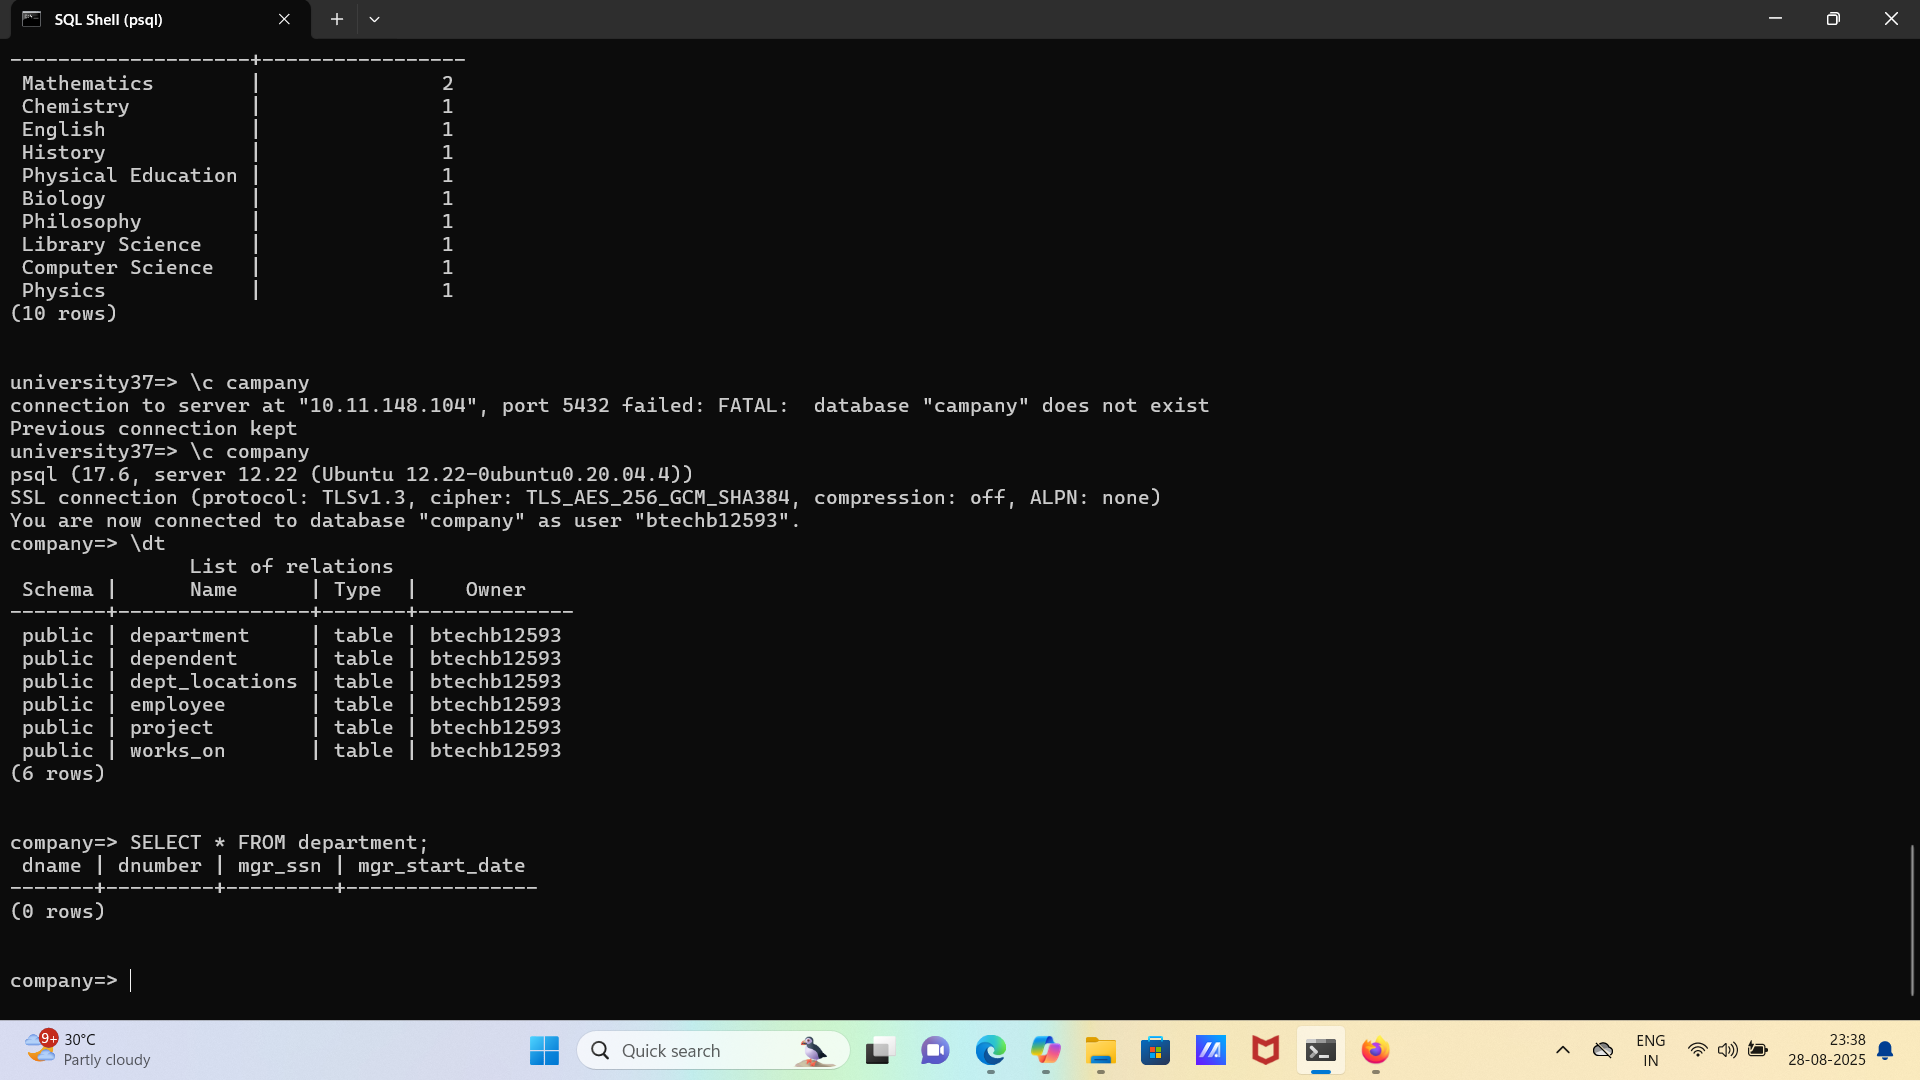 SQL Shell (psql)
--------------------+-----------------
 Mathematics        |               2
 Chemistry          |               1
 English            |               1
 History            |               1
 Physical Education |               1
 Biology            |               1
 Philosophy         |               1
 Library Science    |               1
 Computer Science   |               1
 Physics            |               1
(10 rows)
university37=> \c campany
connection to server at "10.11.148.104", port 5432 failed: FATAL:  database "campany" does not exist
Previous connection kept
university37=> \c company
psql (17.6, server 12.22 (Ubuntu 12.22-0ubuntu0.20.04.4))
SSL connection (protocol: TLSv1.3, cipher: TLS_AES_256_GCM_SHA384, compression: off, ALPN: none)
You are now connected to database "company" as user "btechb12593".
company=> \dt
               List of relations
 Schema |      Name      | Type  |    Owner
--------+----------------+-------+-------------
 public | department     | table | btechb12593
 public | dependent      | table | btechb12593
 public | dept_locations | table | btechb12593
 public | employee       | table | btechb12593
 public | project        | table | btechb12593
 public | works_on       | table | btechb12593
(6 rows)
company=> SELECT * FROM department;
 dname | dnumber | mgr_ssn | mgr_start_date
-------+---------+---------+----------------
(0 rows)
company=>
9+
30°C
Partly cloudy
Quick search
ENG
IN
23:38
28-08-2025